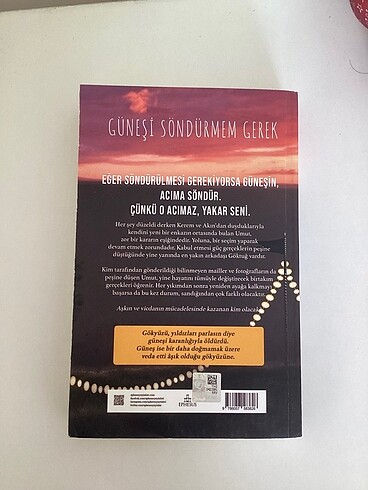 GÜNEŞİ SÖNDÜRMEM GEREK
EĞER SÖNDÜRÜLMESİ GEREKİYORSA GÜNEŞİN,
ACIMA SÖNDÜR.
ÇÜNKÜ O ACIMAZ, YAKAR SENİ.
Her şey düzeldi derken Kerem ve Akın'dan duyduklarıyla
kendini yeni bir enkazın ortasında bulan Umut,
zor bir kararın eşiğindedir. Yoluna, bir seçim yaparak
devam etmek zorundadır. Kabul etmesi güç gerçeklerin peşine
düştüğünde yine yanında en yakın arkadaşı Göktuğ vardır.
Kim tarafından gönderildiği bilinmeyen mailler ve fotoğrafların da
peşine düşen Umut, yine hayatını tümüyle değiştirecek birtakım
gerçekleri öğrenir. Her yıkımdan sonra yeniden ayağa kalkmayı
başarsa da bu kez durum, sandığından çok farklı olacaktır.
Aşkın ve vicdanın mücadelesinde kazanan kim olacak?
Gökyüzü, yıldızları parlasın diye
güneşi karanlığıyla öldürdü.
Güneş ise bir daha doğmamak üzere
veda etti âşık olduğu gökyüzüne.
EPHESUS